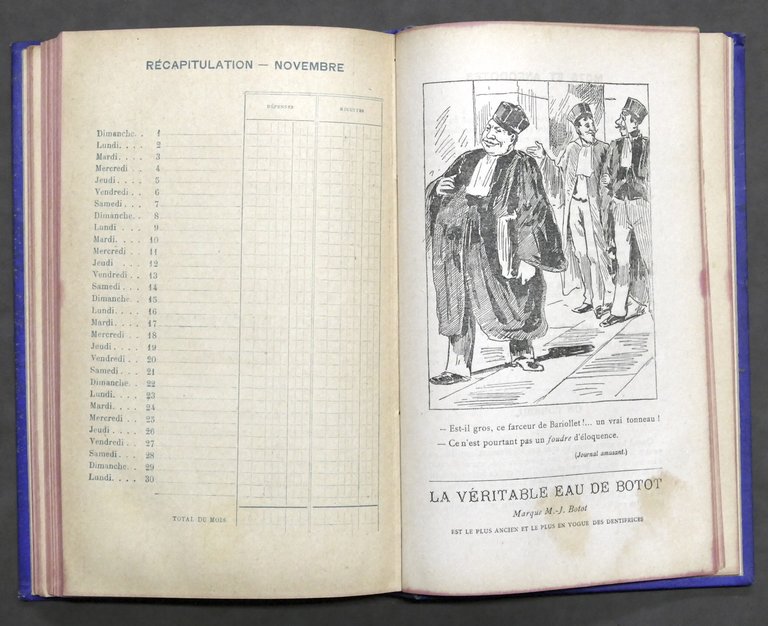 RÉCAPITULATION — NOVEMBRE
DÉPENSES RECETTES
Dimanche. . 1
Lundi. . . . 2
Mardi. . . . 3
Mercredi . . 4
Jeudi . . . . 5
Vendredi . . 6
Samedi . . . 7
Dimanche. . 8
Lundi. . . . 9
Mardi. . . . 10
Mercredi . . 11
Jeudi . . . 12
Vendredi . . 13
Samedi . . . 14
Dimanche. . 15
Lundi. . . . 16
Mardi. . . . 17
Mercredi . . 18
Jeudi . . . . 19
Vendredi . . 20
Samedi . . . 21
Dimanche. . 22
Lundi. . . . 23
Mardi. . . . 24
Mercredi . . 25
Jeudi . . . . 26
Vendredi . . 27
Samedi. . . . 28
Dimanche. . 29
Lundi. . . . 30
TOTAL DU MOIS
— Est-il gros, ce farceur de Bariollet!... un vrai tonneau !
— Ce n'est pourtant pas un foudre d'éloquence.
(Journal amusant.)
LA VÉRITABLE EAU DE BOTOT
Marque M.-J. Botot
EST LE PLUS ANCIEN ET LE PLUS EN VOGUE DES DENTIFRICES